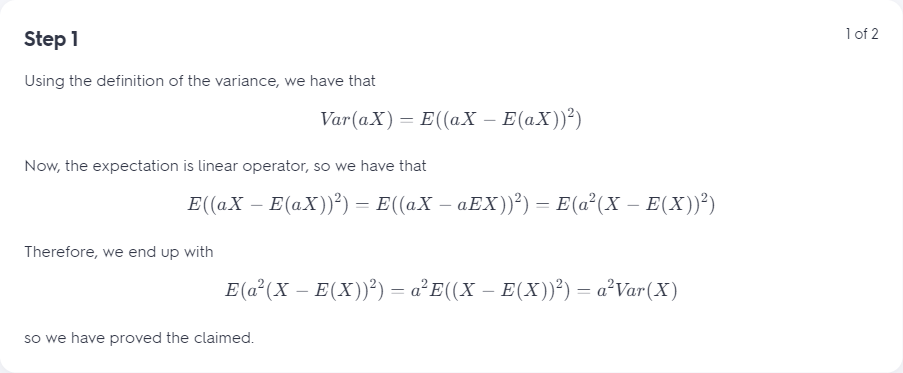 Step 1
1 of 2
Using the definition of the variance, we have that
Var(aX) = E((aX − E(aX))²)
Now, the expectation is linear operator, so we have that
E((aX − E(aX))²) = E((aX − aEX))²) = E(a²(X − E(X))²)
Therefore, we end up with
E(a²(X − E(X))²) = a²E((X − E(X))²) = a²Var(X)
so we have proved the claimed.